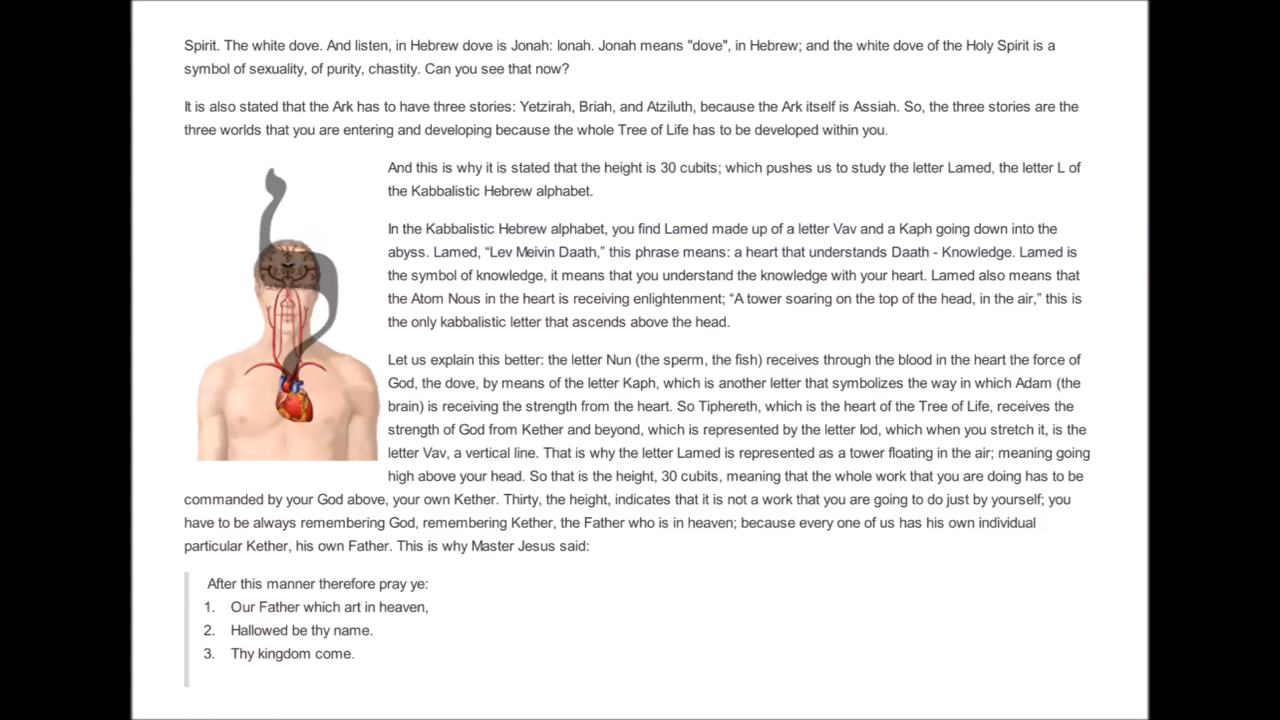 Spirit. The white dove. And listen, in Hebrew dove is Jonah: Ionah. Jonah means "dove", in Hebrew; and the white dove of the Holy Spirit is a
symbol of sexuality, of purity, chastity. Can you see that now?
It is also stated that the Ark has to have three stories: Yetzirah, Briah, and Atziluth, because the Ark itself is Assiah. So, the three stories are the
three worlds that you are entering and developing because the whole Tree of Life has to be developed within you.
And this is why it is stated that the height is 30 cubits; which pushes us to study the letter Lamed, the letter L of
the Kabbalistic Hebrew alphabet.
In the Kabbalistic Hebrew alphabet, you find Lamed made up of a letter Vav and a Kaph going down into the
abyss. Lamed, “Lev Meivin Daath,” this phrase means: a heart that understands Daath - Knowledge. Lamed is
the symbol of knowledge, it means that you understand the knowledge with your heart. Lamed also means that
the Atom Nous in the heart is receiving enlightenment; “A tower soaring on the top of the head, in the air,” this is
the only kabbalistic letter that ascends above the head.
Let us explain this better: the letter Nun (the sperm, the fish) receives through the blood in the heart the force of
God, the dove, by means of the letter Kaph, which is another letter that symbolizes the way in which Adam (the
brain) is receiving the strength from the heart. So Tiphereth, which is the heart of the Tree of Life, receives the
strength of God from Kether and beyond, which is represented by the letter Iod, which when you stretch it, is the
letter Vav, a vertical line. That is why the letter Lamed is represented as a tower floating in the air; meaning going
high above your head. So that is the height, 30 cubits, meaning that the whole work that you are doing has to be
commanded by your God above, your own Kether. Thirty, the height, indicates that it is not a work that you are going to do just by yourself; you
have to be always remembering God, remembering Kether, the Father who is in heaven; because every one of us has his own individual
particular Kether, his own Father. This is why Master Jesus said:
After this manner therefore pray ye:
1. Our Father which art in heaven,
2. Hallowed be thy name.
3. Thy kingdom come.
ל